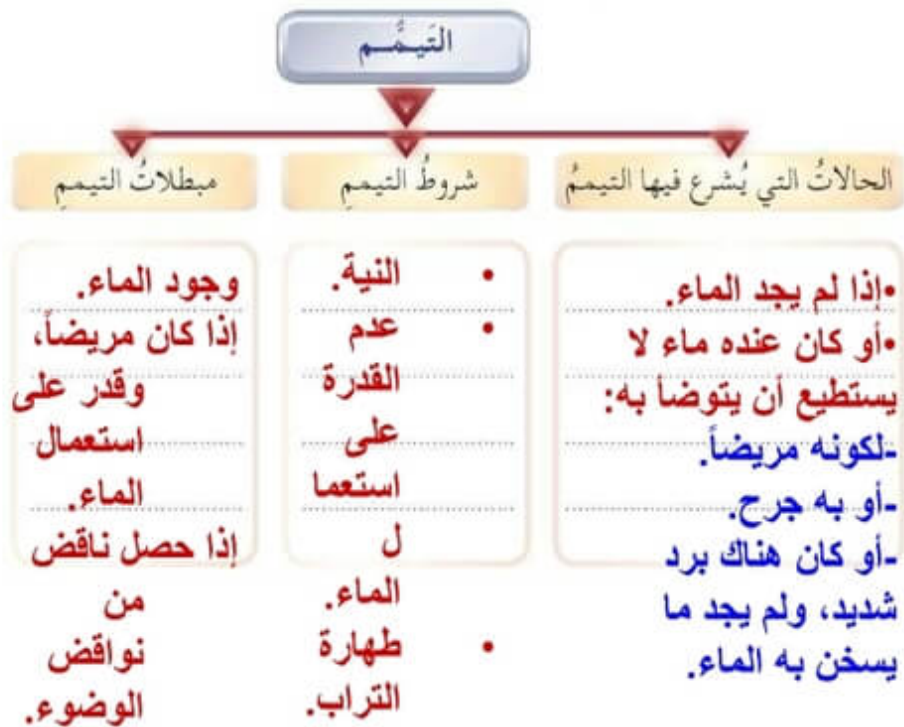 التَيمُّم
الحالاتُ التي يُشرع فيها التيممُ
•إذا لم يجد الماء.
•أو كان عنده ماء لا
يستطيع أن يتوضأ به:
-لكونه مريضاً.
-أو به جرح.
-أو كان هناك برد
شديد، ولم يجد ما
يسخن به الماء.
شروطُ التيممِ
• النية.
• عدم
القدرة
على
استعما
ل
الماء.
• طهارة
التراب.
مبطلاتُ التيممِ
وجود الماء.
إذا كان مريضاً،
وقدر على
استعمال
الماء.
إذا حصل ناقض
من
نواقض
الوضوء.